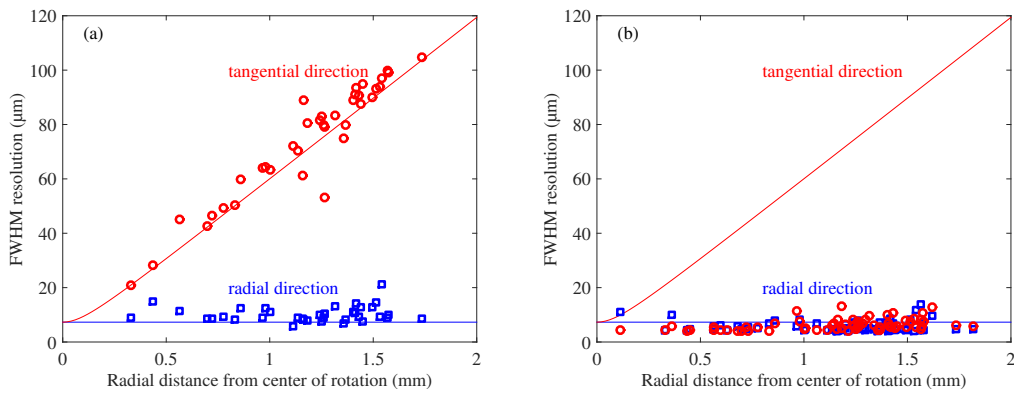 (a)
tangential direction
radial direction
FWHM resolution (μm)
0
20
40
60
80
100
120
0
0.5
1
1.5
2
Radial distance from center of rotation (mm)
(b)
tangential direction
radial direction
FWHM resolution (μm)
0
20
40
60
80
100
120
0
0.5
1
1.5
2
Radial distance from center of rotation (mm)